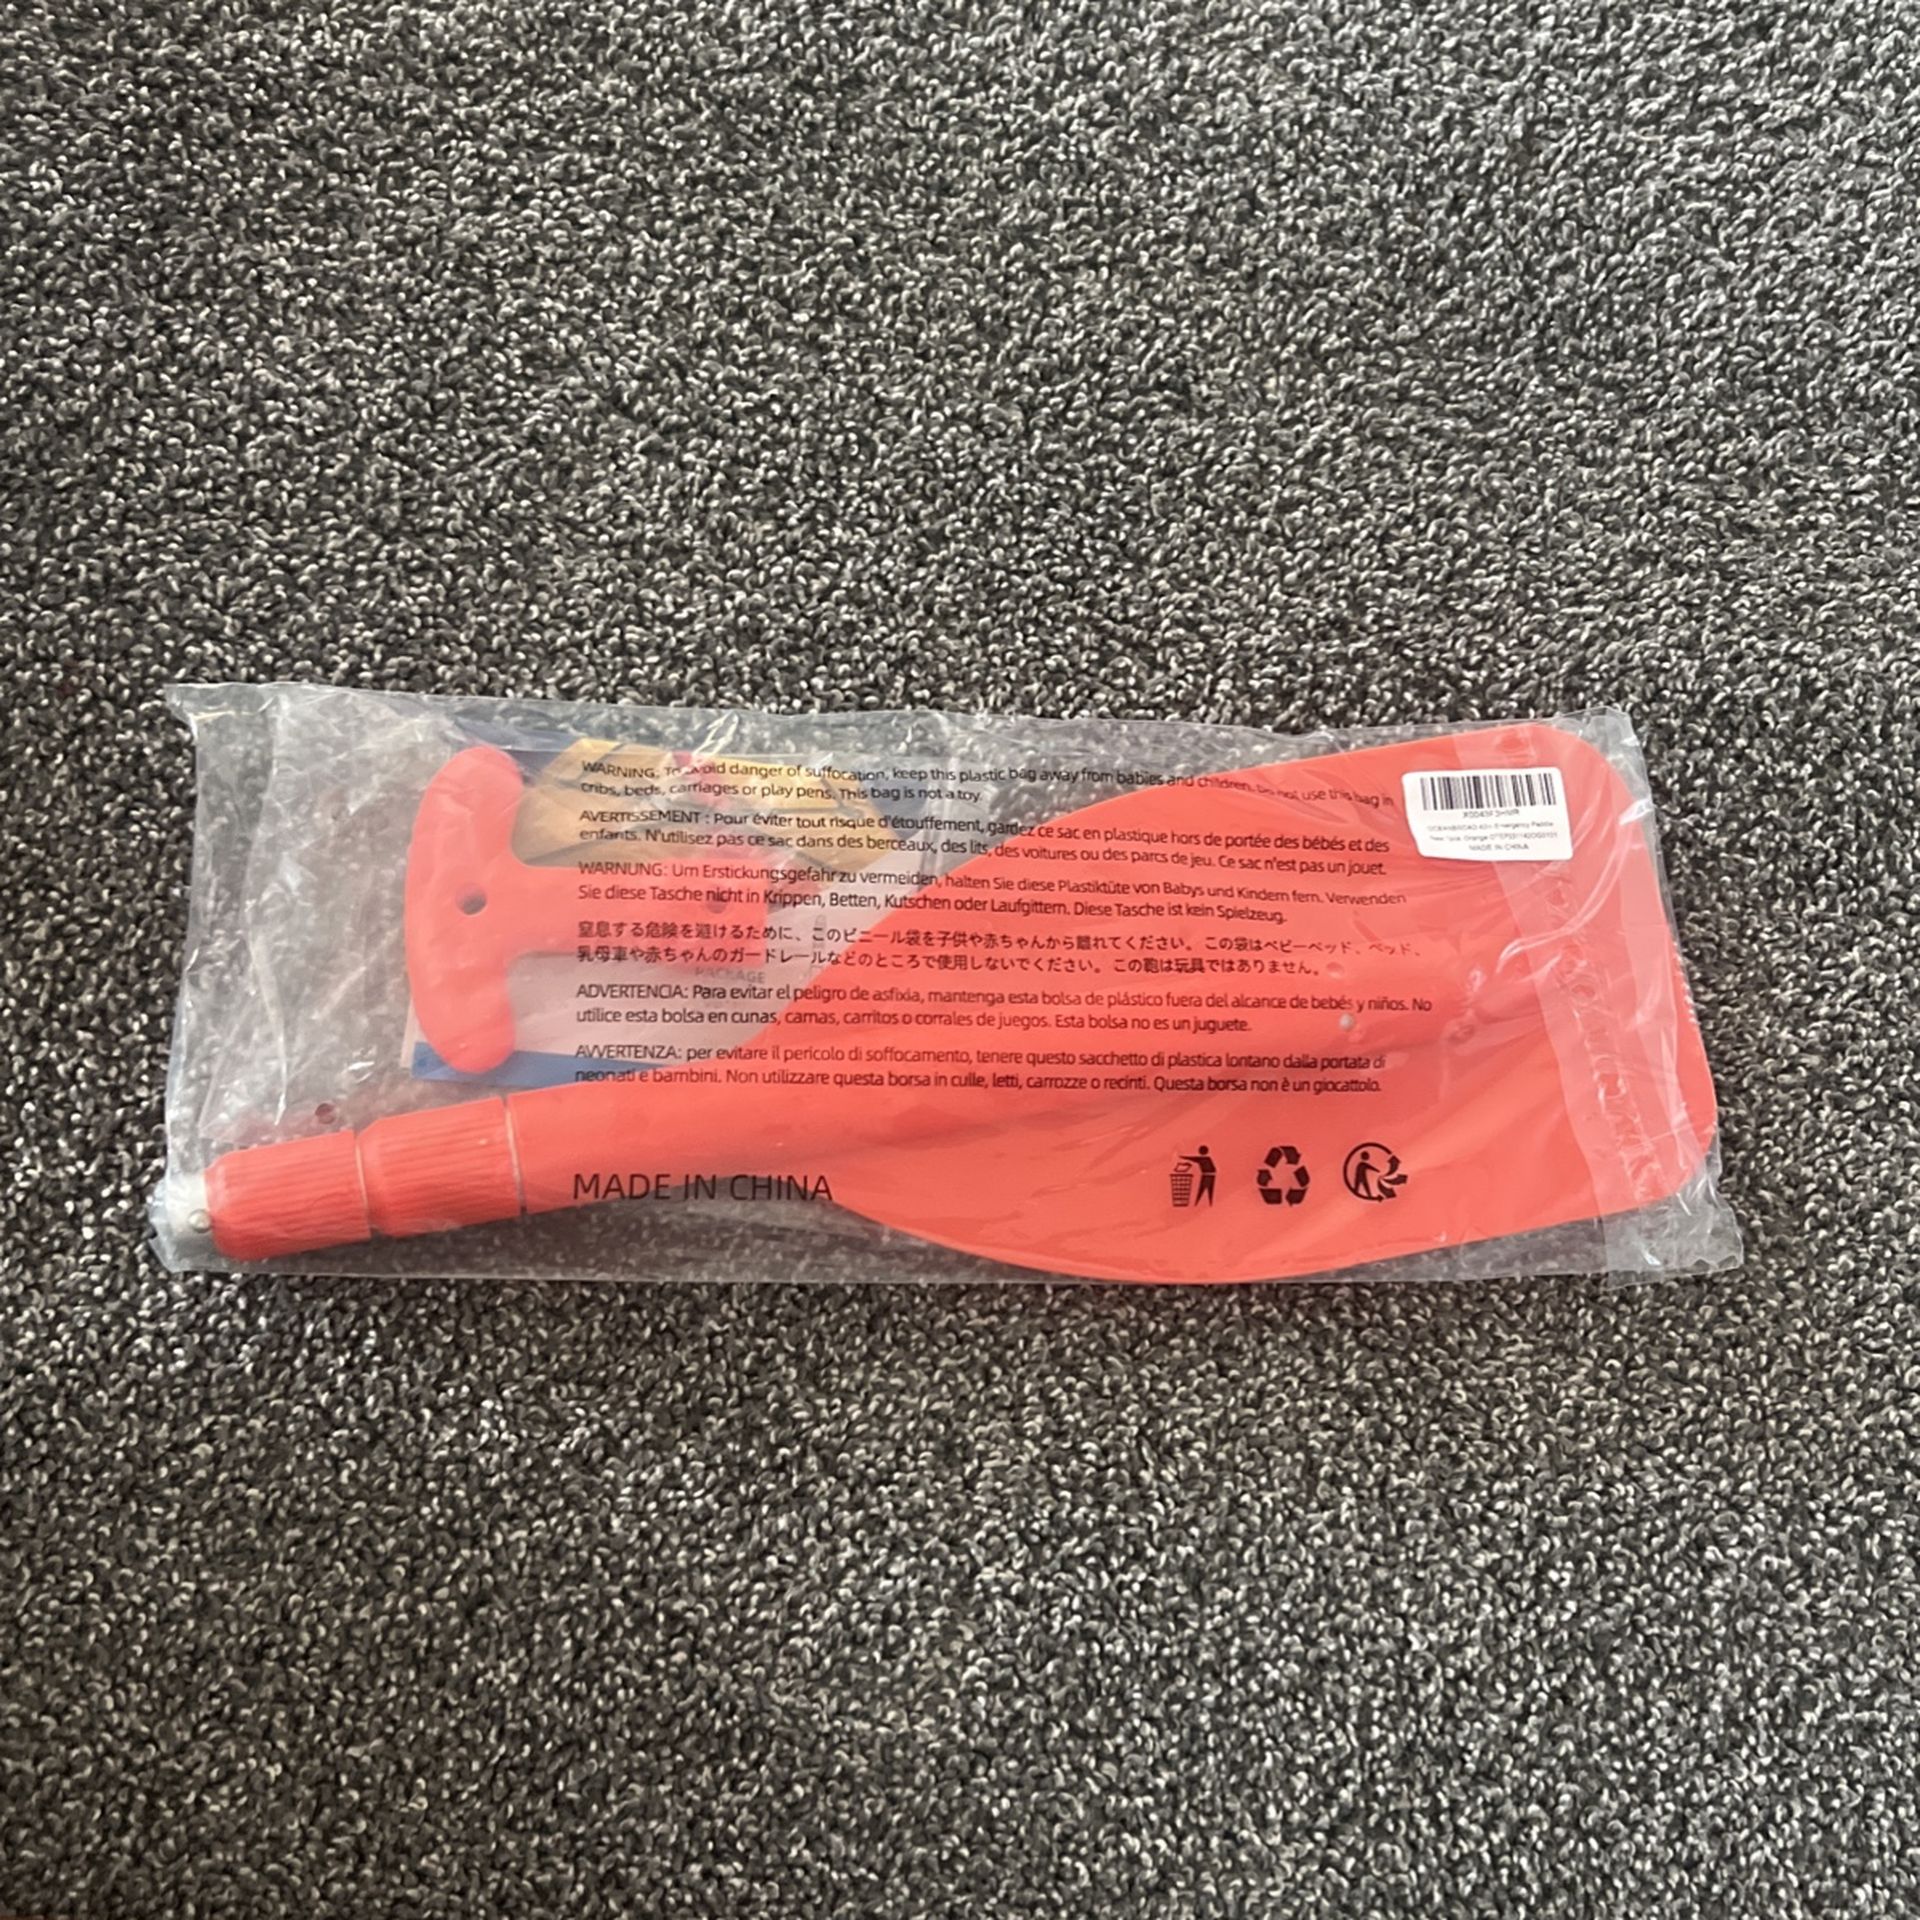 WARNING: To avoid danger of suffocation, keep this plastic bag away from babies and children. Do not use this bag in
cribs, beds, carriages or play pens. This bag is not a toy.
AVERTISSEMENT : Pour éviter tout risque d'étouffement, gardez ce sac en plastique hors de portée des bébés et des
enfants. N'utilisez pas ce sac dans des berceaux, des lits, des voitures ou des parcs de jeu. Ce sac n'est pas un jouet.
WARNUNG: Um Erstickungsgefahr zu vermeiden, halten Sie diese Plastiktüte von Babys und Kindern fern. Verwenden
Sie diese Tasche nicht in Krippen, Betten, Kutschen oder Laufgittern. Diese Tasche ist kein Spielzeug.
窒息する危険を避けるために、このビニール袋を子供や赤ちゃんから離れてください。 この袋はベビーベッド、ベッド、
乳母車や赤ちゃんのガードレールなどのところで使用しないでください。 この鞄は玩具ではありません。
PACKAGE
ADVERTENCIA: Para evitar el peligro de asfixia, mantenga esta bolsa de plástico fuera del alcance de bebés y niños. No
utilice esta bolsa en cunas, camas, carritos o corrales de juegos. Esta bolsa no es un juguete.
AVVERTENZA: per evitare il pericolo di soffocamento, tenere questo sacchetto di plastica lontano dalla portata di
neonati e bambini. Non utilizzare questa borsa in culle, letti, carrozze o recinti. Questa borsa non è un giocattolo.
MADE IN CHINA
Emergency Paddle
Orange
MADE IN CHINA